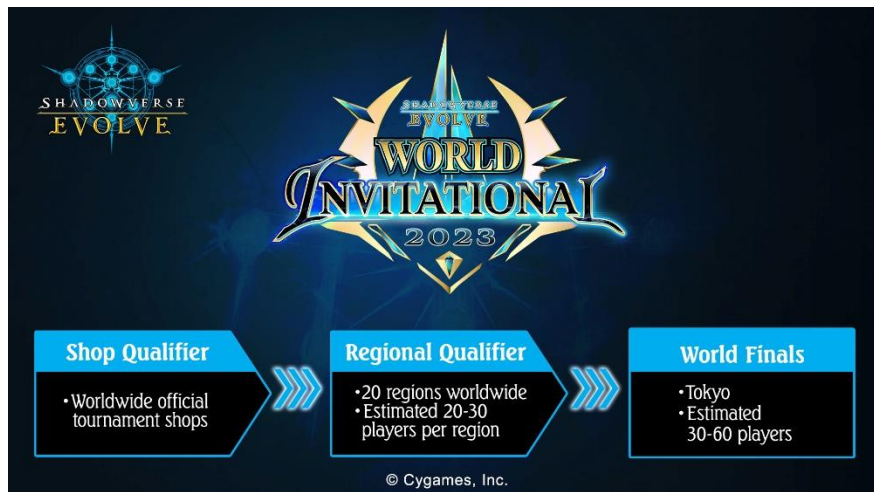 SHADOWVERSE
EVOLVE
SHADOWVERSE
EVOLVE
WORLD
INVITATIONAL
2023
Shop Qualifier
•Worldwide official
tournament shops
Regional Qualifier
•20 regions worldwide
•Estimated 20-30
players per region
World Finals
•Tokyo
•Estimated
30-60 players
© Cygames, Inc.